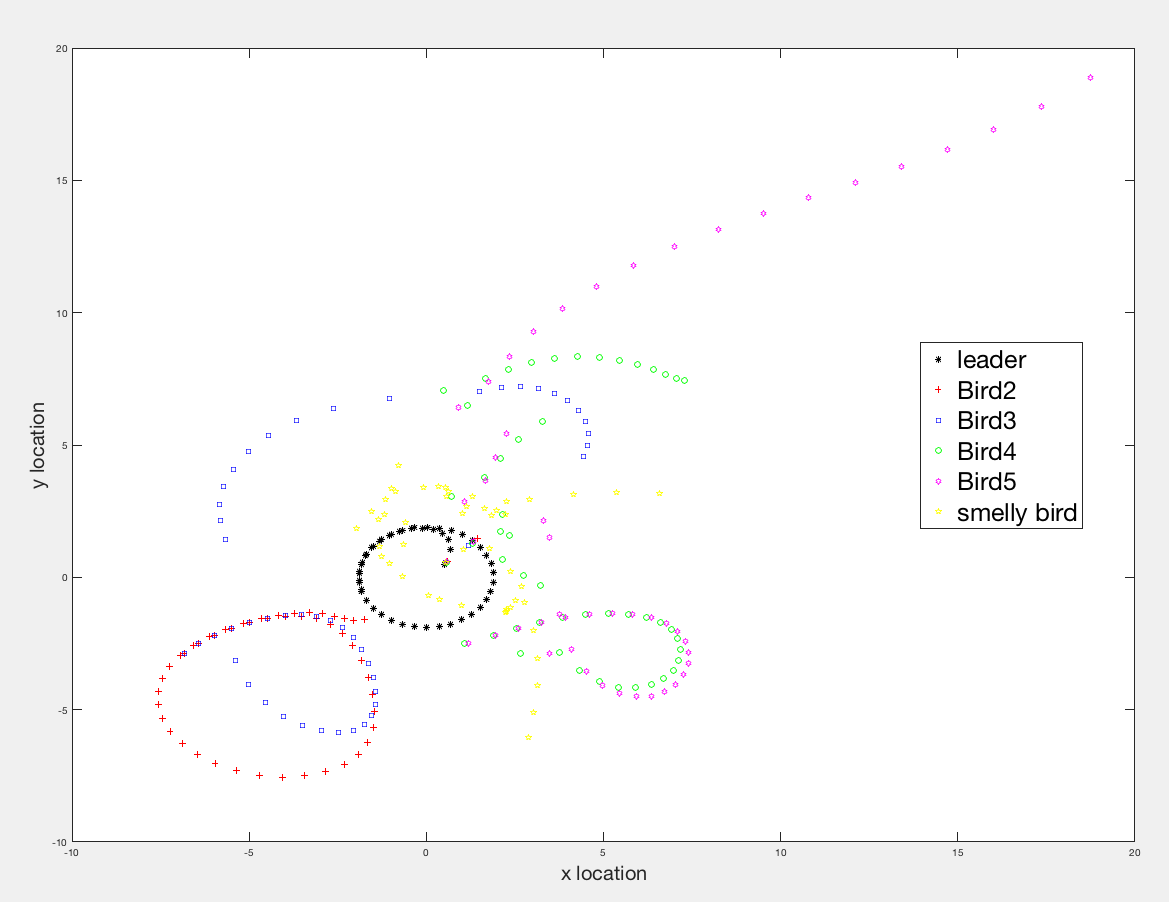 20
15
10
5
0
-5
-10
y location
-10 -5 0 5 10 15 20
x location
leader
Bird2
Bird3
Bird4
Bird5
smelly bird